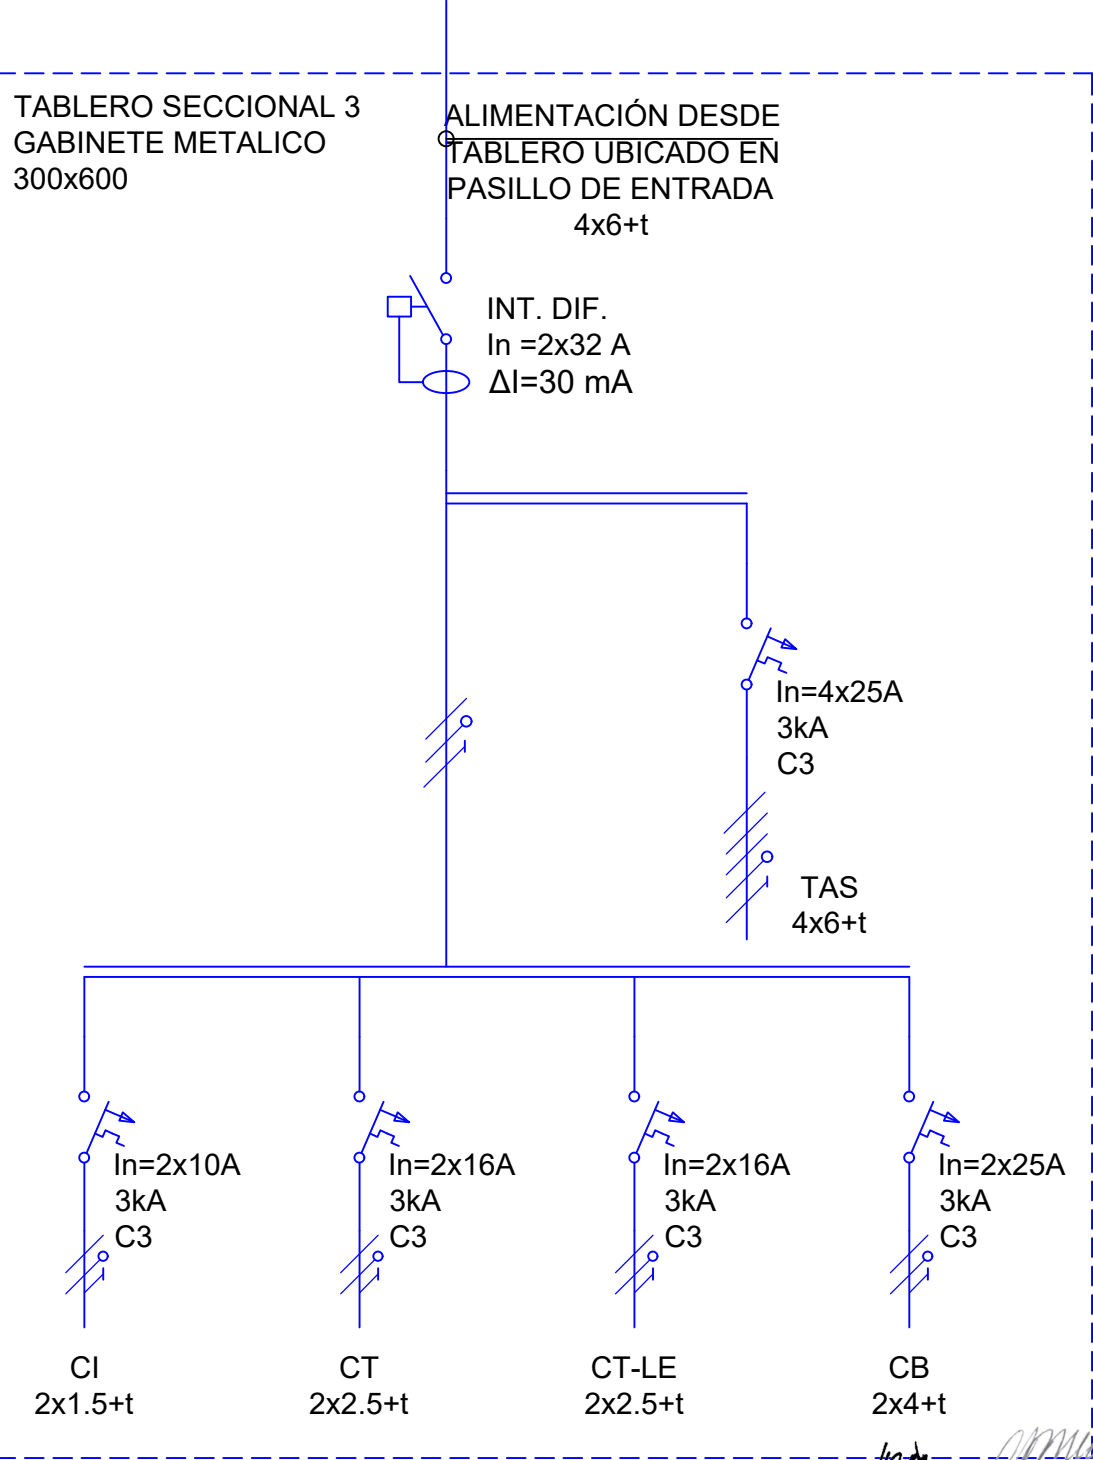 TABLERO SECCIONAL 3
GABINETE METALICO
300x600
ALIMENTACIÓN DESDE
TABLERO UBICADO EN
PASILLO DE ENTRADA
4x6+t
INT. DIF.
In =2x32 A
ΔI=30 mA
In=4x25A
3kA
C3
TAS
4x6+t
In=2x10A
3kA
C3
In=2x16A
3kA
C3
In=2x16A
3kA
C3
In=2x25A
3kA
C3
CI
2x1.5+t
CT
2x2.5+t
CT-LE
2x2.5+t
CB
2x4+t